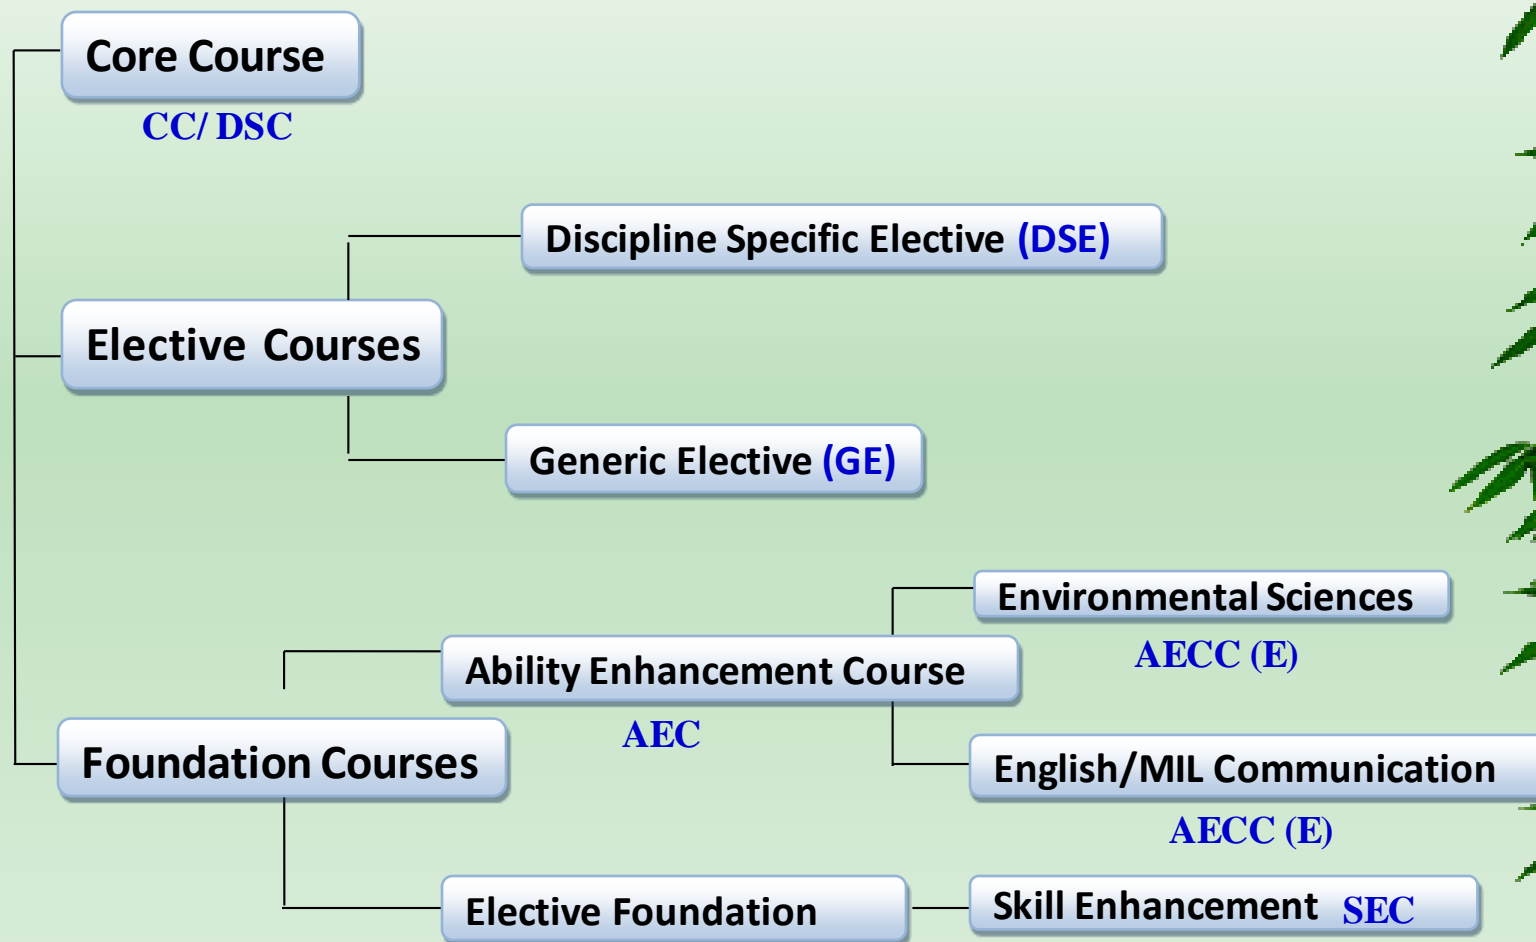 Core Course
CC/ DSC
Discipline Specific Elective (DSE)
Elective Courses
Generic Elective (GE)
Environmental Sciences
AECC (E)
Ability Enhancement Course
AEC
Foundation Courses
English/MIL Communication
AECC (E)
Elective Foundation
Skill Enhancement SEC